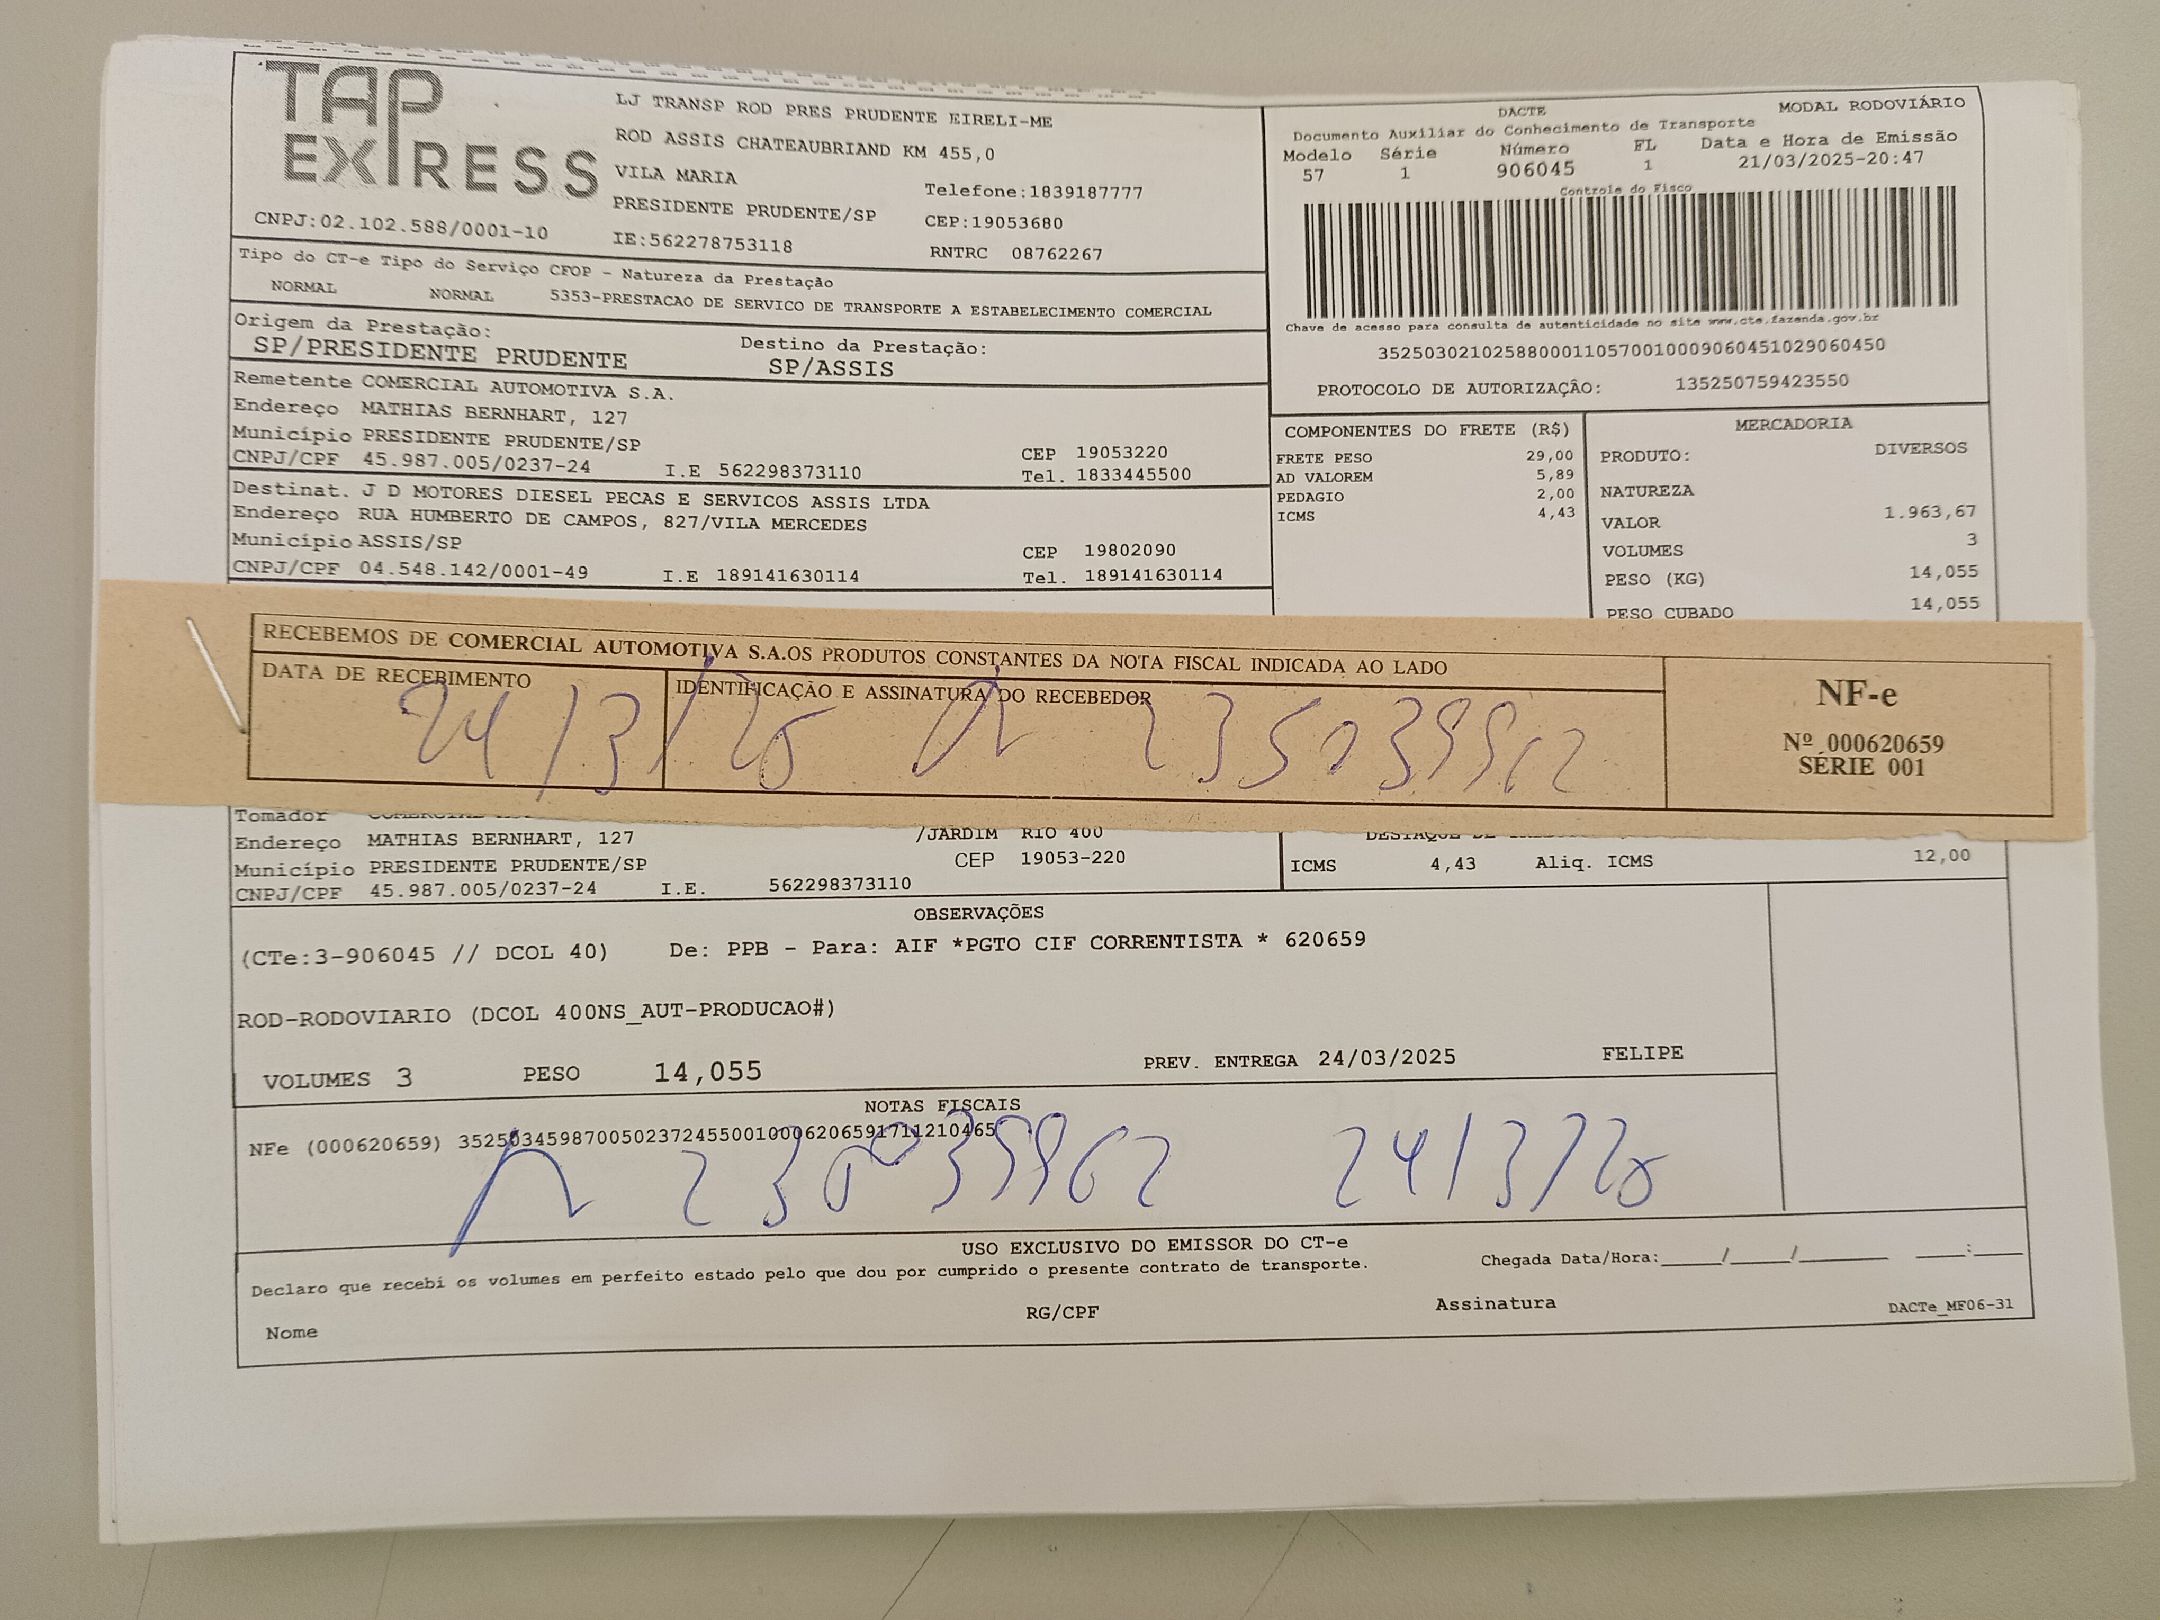 TAP EXPRESS
LJ TRANSP ROD PRES PRUDENTE EIRELI-ME
ROD ASSIS CHATEAUBRIAND KM 455,0
VILA MARIA
Telefone:1839187777
PRESIDENTE PRUDENTE/SP
CEP:19053680
CNPJ:02.102.588/0001-10
IE:562278753118
RNTRC 08762267
DACTE
MODAL RODOVIÁRIO
Documento Auxiliar do Conhecimento de Transporte
Modelo Série Número FL Data e Hora de Emissão
57 1 906045 1 21/03/2025-20:47
Controle do Fisco
Chave de acesso para consulta de autenticidade no site www.cte.fazenda.gov.br
35250302102588000110570010009060451029060450
PROTOCOLO DE AUTORIZAÇÃO: 135250759423550
Tipo do CT-e Tipo do Serviço CFOP - Natureza da Prestação
NORMAL NORMAL 5353-PRESTACAO DE SERVICO DE TRANSPORTE A ESTABELECIMENTO COMERCIAL
Origem da Prestação: Destino da Prestação:
SP/PRESIDENTE PRUDENTE SP/ASSIS
Remetente COMERCIAL AUTOMOTIVA S.A.
Endereço MATHIAS BERNHART, 127
Município PRESIDENTE PRUDENTE/SP CEP 19053220
CNPJ/CPF 45.987.005/0237-24 I.E 562298373110 Tel. 1833445500
Destinat. J D MOTORES DIESEL PECAS E SERVICOS ASSIS LTDA
Endereço RUA HUMBERTO DE CAMPOS, 827/VILA MERCEDES
Município ASSIS/SP CEP 19802090
CNPJ/CPF 04.548.142/0001-49 I.E 189141630114 Tel. 189141630114
COMPONENTES DO FRETE (R$)
FRETE PESO 29,00
AD VALOREM 5,89
PEDAGIO 2,00
ICMS 4,43
MERCADORIA
PRODUTO: DIVERSOS
NATUREZA
VALOR 1.963,67
VOLUMES 3
PESO (KG) 14,055
PESO CUBADO 14,055
RECEBEMOS DE COMERCIAL AUTOMOTIVA S.A.OS PRODUTOS CONSTANTES DA NOTA FISCAL INDICADA AO LADO
DATA DE RECEBIMENTO
IDENTIFICAÇÃO E ASSINATURA DO RECEBEDOR
24/3/25 235039962
NF-e
Nº 000620659
SÉRIE 001
Tomador
Endereço MATHIAS BERNHART, 127 /JARDIM RIO 400
Município PRESIDENTE PRUDENTE/SP CEP 19053-220
CNPJ/CPF 45.987.005/0237-24 I.E. 562298373110
ICMS 4,43 Aliq. ICMS 12,00
OBSERVAÇÕES
(CTe:3-906045 // DCOL 40) De: PPB - Para: AIF *PGTO CIF CORRENTISTA * 620659
ROD-RODOVIARIO (DCOL 400NS_AUT-PRODUCAO#)
VOLUMES 3 PESO 14,055 PREV. ENTREGA 24/03/2025 FELIPE
NOTAS FISCAIS
NFe (000620659) 35250345987005023724550010006206591711210465
24/3/25
USO EXCLUSIVO DO EMISSOR DO CT-e
Declaro que recebi os volumes em perfeito estado pelo que dou por cumprido o presente contrato de transporte.
Chegada Data/Hora:____/____/______ ___:___
Nome RG/CPF Assinatura DACTe_MF06-31